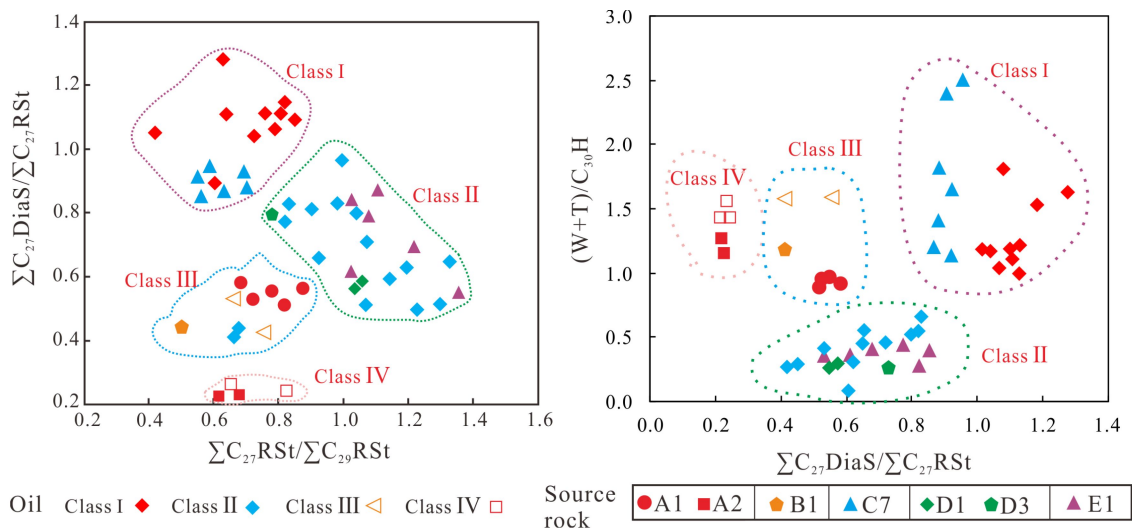 1.4
1.2
1.0
0.8
0.6
0.4
0.2
0.2 0.4 0.6 0.8 1.0 1.2 1.4 1.6
∑C₂₇DiaS/∑C₂₇RSt
∑C₂₇RSt/∑C₂₉RSt
Class I
Class II
Class III
Class IV
3.0
2.5
2.0
1.5
1.0
0.5
0.0
0.0 0.2 0.4 0.6 0.8 1.0 1.2 1.4
(W+T)/C₃₀H
∑C₂₇DiaS/∑C₂₇RSt
Class I
Class III
Class IV
Class II
Oil Class I Class II Class III Class IV
Source
rock
A1 A2 B1 C7 D1 D3 E1